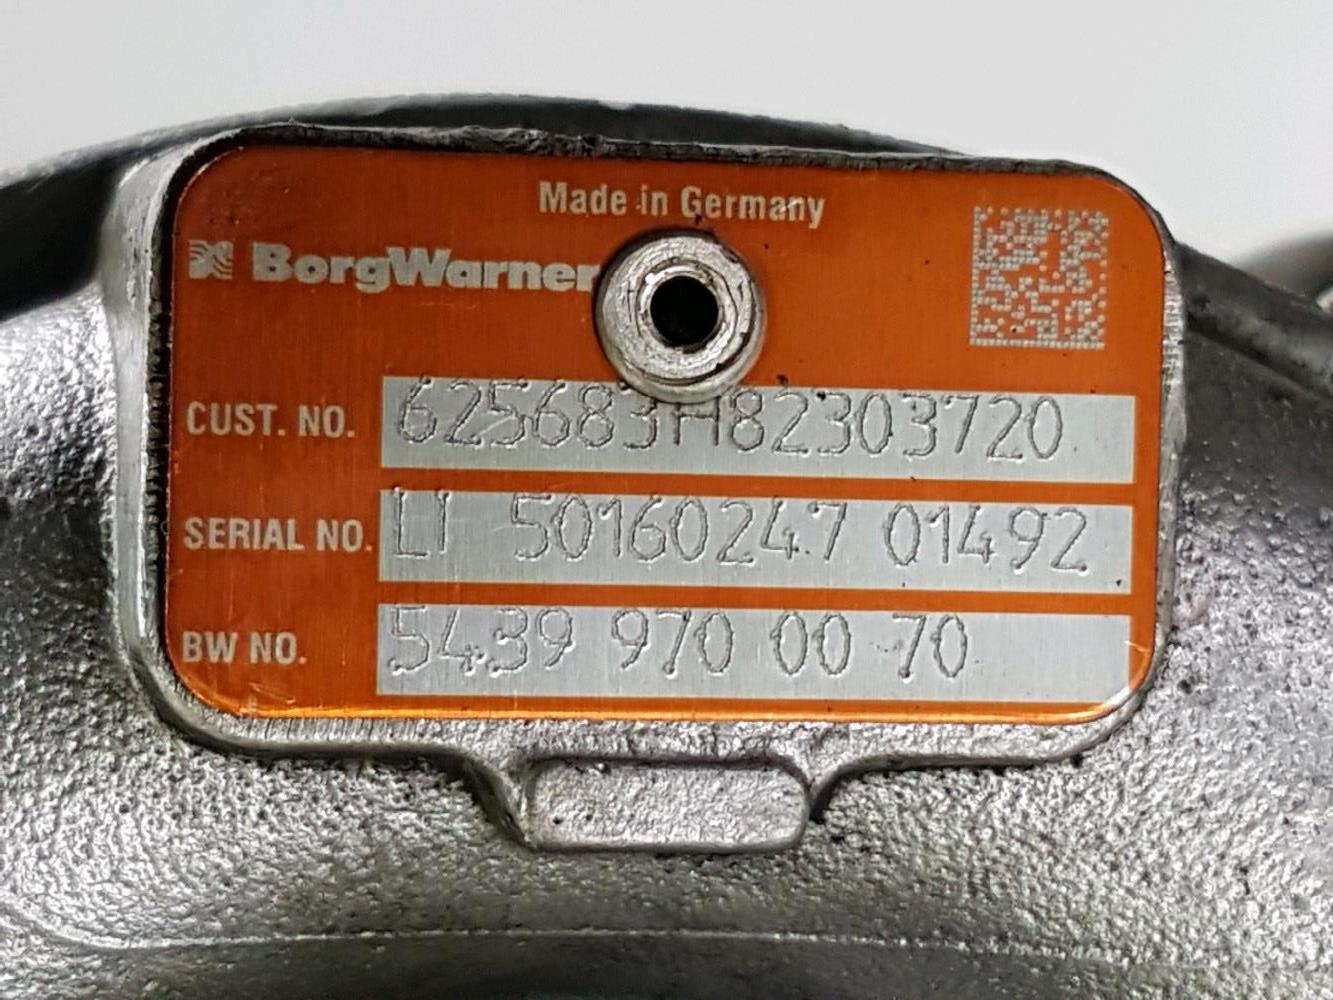 Made in Germany
BorgWarner
CUST. NO. 625683H82303720
SERIAL NO. LI 50160247 01492
BW NO. 5439 970 00 70